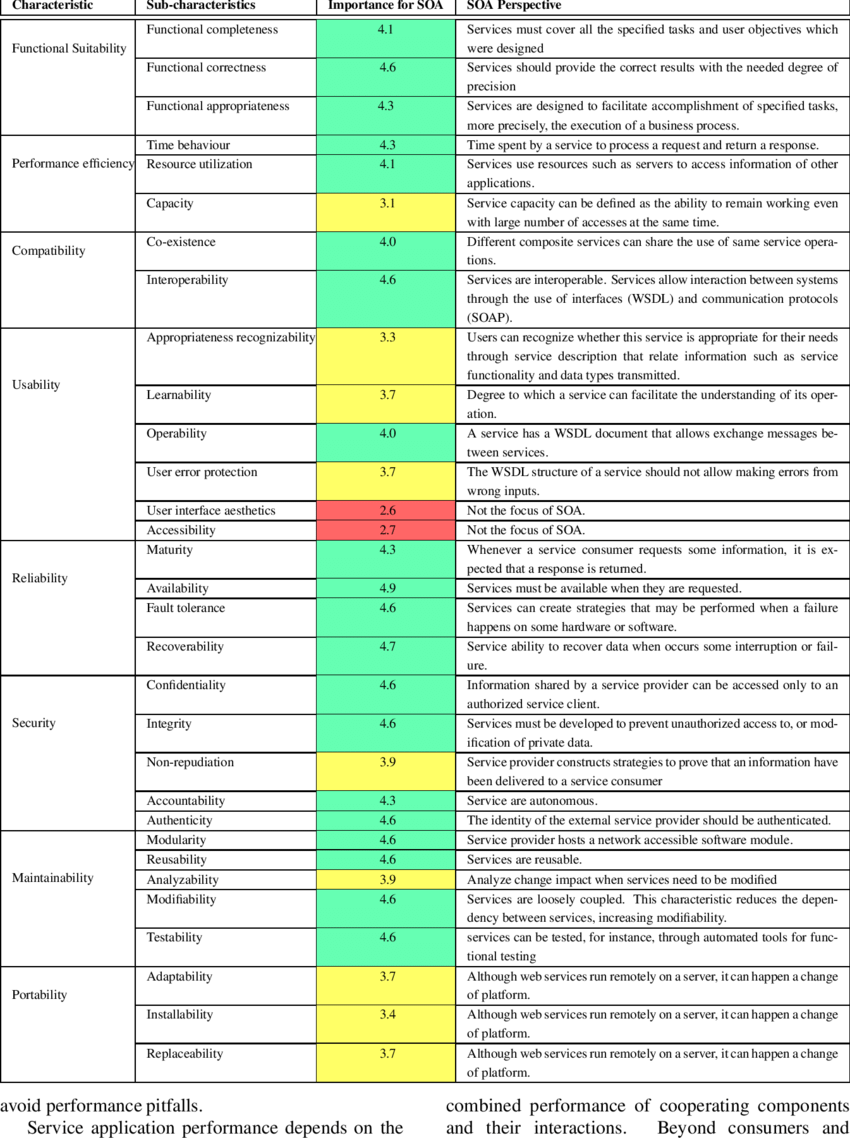 Characteristic Sub-characteristics Importance for SOA SOA Perspective
Functional Suitability Functional completeness 4.1 Services must cover all the specified tasks and user objectives which
were designed
Functional correctness 4.6 Services should provide the correct results with the needed degree of
precision
Functional appropriateness 4.3 Services are designed to facilitate accomplishment of specified tasks,
more precisely, the execution of a business process.
Performance efficiency Time behaviour 4.3 Time spent by a service to process a request and return a response.
Resource utilization 4.1 Services use resources such as servers to access information of other
applications.
Capacity 3.1 Service capacity can be defined as the ability to remain working even
with large number of accesses at the same time.
Compatibility Co-existence 4.0 Different composite services can share the use of same service opera-
tions.
Interoperability 4.6 Services are interoperable. Services allow interaction between systems
through the use of interfaces (WSDL) and communication protocols
(SOAP).
Usability Appropriateness recognizability 3.3 Users can recognize whether this service is appropriate for their needs
through service description that relate information such as service
functionality and data types transmitted.
Learnability 3.7 Degree to which a service can facilitate the understanding of its oper-
ation.
Operability 4.0 A service has a WSDL document that allows exchange messages be-
tween services.
User error protection 3.7 The WSDL structure of a service should not allow making errors from
wrong inputs.
User interface aesthetics 2.6 Not the focus of SOA.
Accessibility 2.7 Not the focus of SOA.
Reliability Maturity 4.3 Whenever a service consumer requests some information, it is ex-
pected that a response is returned.
Availability 4.9 Services must be available when they are requested.
Fault tolerance 4.6 Services can create strategies that may be performed when a failure
happens on some hardware or software.
Recoverability 4.7 Service ability to recover data when occurs some interruption or fail-
ure.
Security Confidentiality 4.6 Information shared by a service provider can be accessed only to an
authorized service client.
Integrity 4.6 Services must be developed to prevent unauthorized access to, or mod-
ification of private data.
Non-repudiation 3.9 Service provider constructs strategies to prove that an information have
been delivered to a service consumer
Accountability 4.3 Service are autonomous.
Authenticity 4.6 The identity of the external service provider should be authenticated.
Maintainability Modularity 4.6 Service provider hosts a network accessible software module.
Reusability 4.6 Services are reusable.
Analyzability 3.9 Analyze change impact when services need to be modified
Modifiability 4.6 Services are loosely coupled. This characteristic reduces the depen-
dency between services, increasing modifiability.
Testability 4.6 services can be tested, for instance, through automated tools for func-
tional testing
Portability Adaptability 3.7 Although web services run remotely on a server, it can happen a change
of platform.
Installability 3.4 Although web services run remotely on a server, it can happen a change
of platform.
Replaceability 3.7 Although web services run remotely on a server, it can happen a change
of platform.
avoid performance pitfalls.
Service application performance depends on the
combined performance of cooperating components
and their interactions. Beyond consumers and